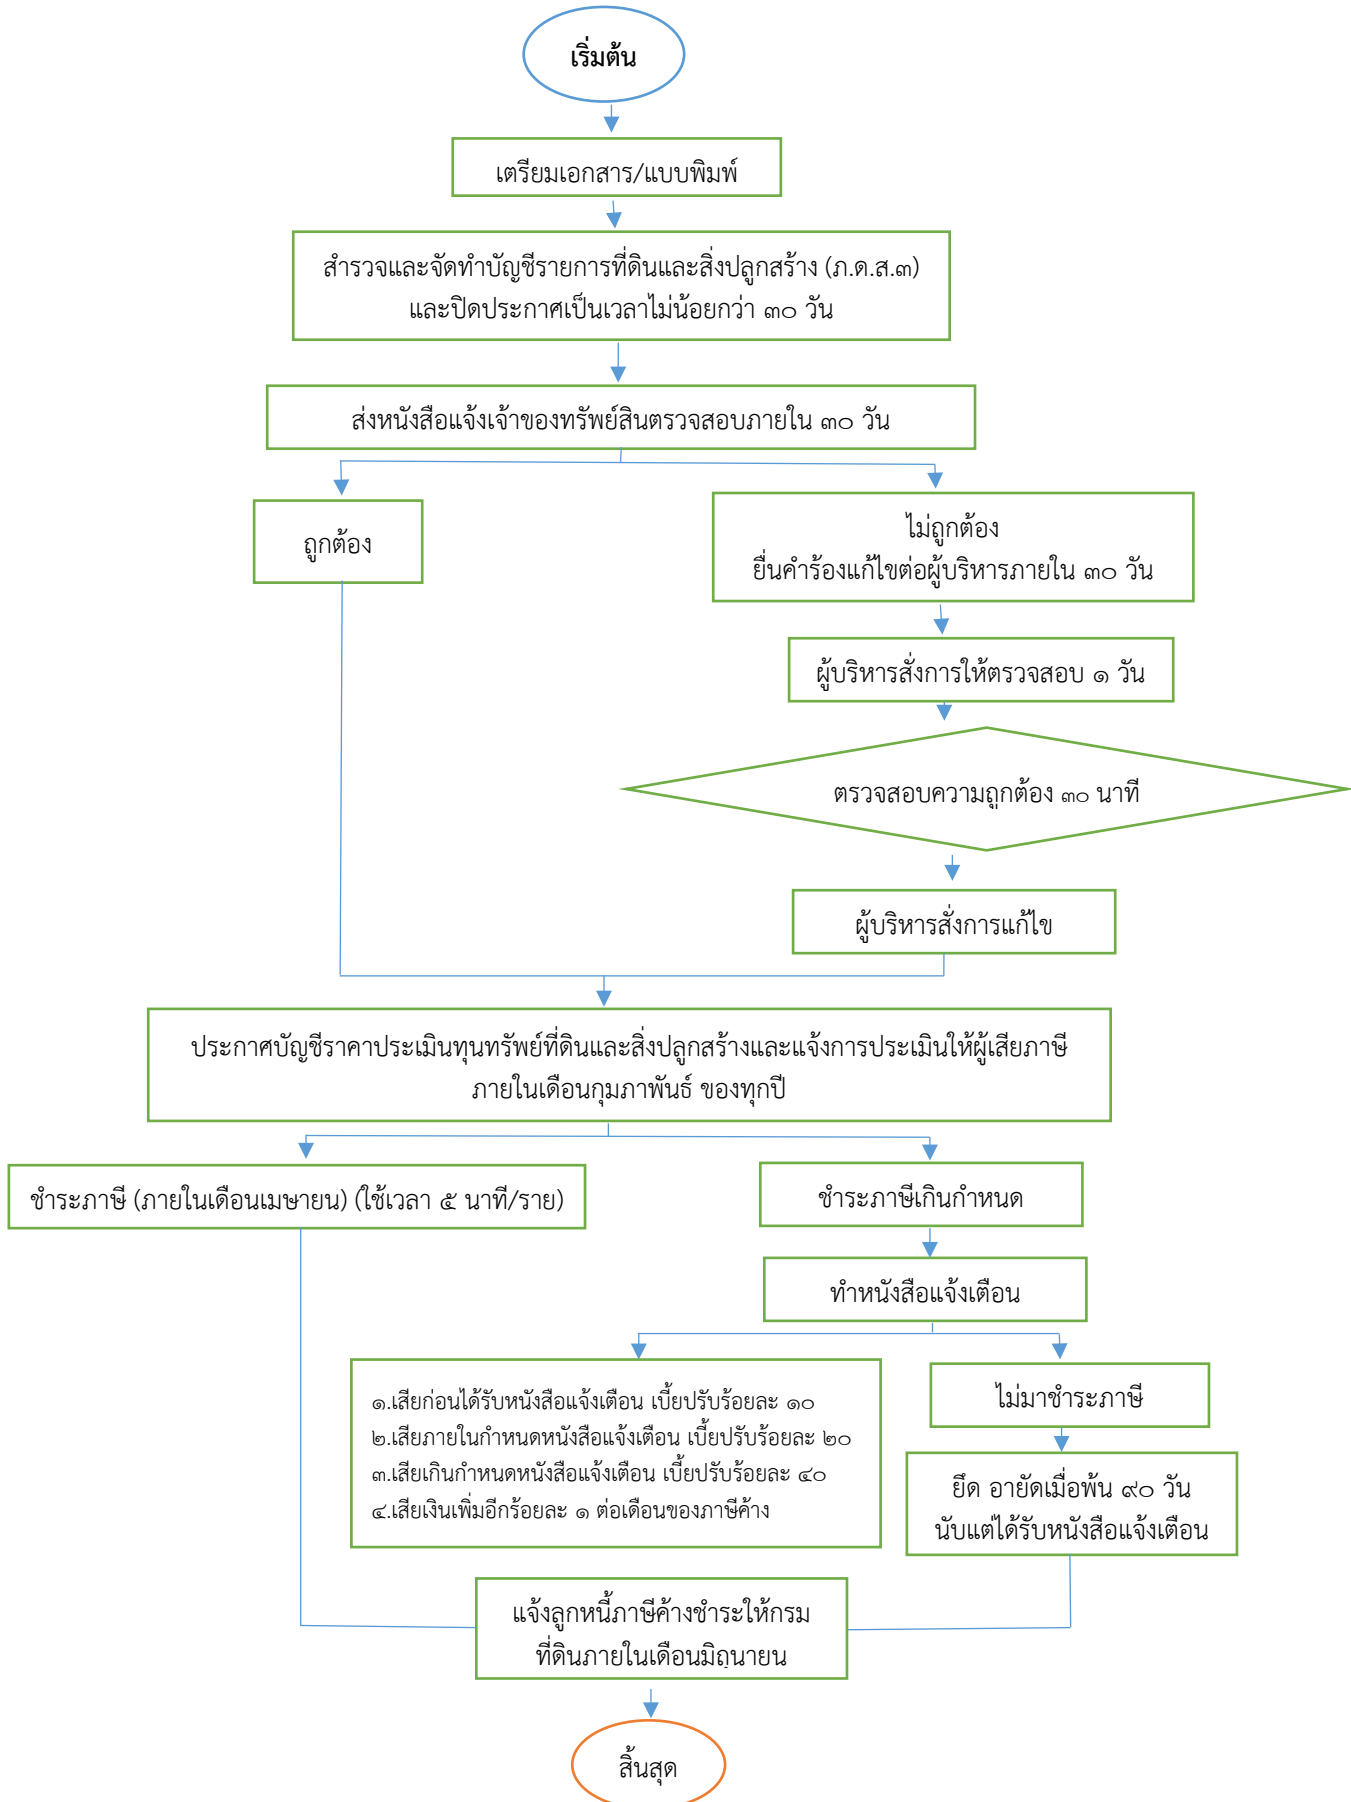 เริ่มต้น
เตรียมเอกสาร/แบบพิมพ์
สำรวจและจัดทำบัญชีรายการที่ดินและสิ่งปลูกสร้าง (ภ.ด.ส.๓)
และปิดประกาศเป็นเวลาไม่น้อยกว่า ๓๐ วัน
ส่งหนังสือแจ้งเจ้าของทรัพย์สินตรวจสอบภายใน ๓๐ วัน
ถูกต้อง
ไม่ถูกต้อง
ยื่นคำร้องแก้ไขต่อผู้บริหารภายใน ๓๐ วัน
ผู้บริหารสั่งการให้ตรวจสอบ ๑ วัน
ตรวจสอบความถูกต้อง ๓๐ นาที
ผู้บริหารสั่งการแก้ไข
ประกาศบัญชีราคาประเมินทุนทรัพย์ที่ดินและสิ่งปลูกสร้างและแจ้งการประเมินให้ผู้เสียภาษี
ภายในเดือนกุมภาพันธ์ ของทุกปี
ชำระภาษี (ภายในเดือนเมษายน) (ใช้เวลา ๕ นาที/ราย)
ชำระภาษีเกินกำหนด
ทำหนังสือแจ้งเตือน
๑.เสียก่อนได้รับหนังสือแจ้งเตือน เบี้ยปรับร้อยละ ๑๐
๒.เสียภายในกำหนดหนังสือแจ้งเตือน เบี้ยปรับร้อยละ ๒๐
๓.เสียเกินกำหนดหนังสือแจ้งเตือน เบี้ยปรับร้อยละ ๔๐
๔.เสียเงินเพิ่มอีกร้อยละ ๑ ต่อเดือนของภาษีค้าง
ไม่มาชำระภาษี
ยึด อายัดเมื่อพ้น ๙๐ วัน
นับแต่ได้รับหนังสือแจ้งเตือน
แจ้งลูกหนี้ภาษีค้างชำระให้กรม
ที่ดินภายในเดือนมิถุนายน
สิ้นสุด